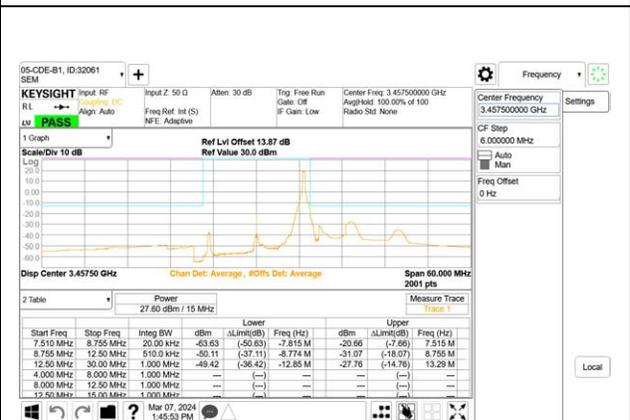 05-CDE-B1, ID:32061
SEM
+
Frequency
KEYSIGHT Input: RF Input Z: 50 Ω Atten: 30 dB Trig: Free Run Center Freq: 3.457500000 GHz
Coupling: DC Gate: Off Avg|Hold: 100.00% of 100
RL Align: Auto Freq Ref: Int (S) IF Gain: Low Radio Std: None
NFE: Adaptive
LXI PASS
Center Frequency
3.457500000 GHz
Settings
CF Step
6.000000 MHz
Auto
Man
Freq Offset
0 Hz
1 Graph
Ref Lvl Offset 13.87 dB
Scale/Div 10 dB Ref Value 30.0 dBm
Log
20.0
10.0
0.00
-10.0
-20.0
-30.0
-40.0
-50.0
-60.0
Disp Center 3.45750 GHz Chan Det: Average, #Offs Det: Average Span 60.000 MHz
2001 pts
2 Table
Power
27.60 dBm / 15 MHz
Measure Trace
Trace 1
Lower Upper
Start Freq Stop Freq Integ BW dBm ΔLimit(dB) Freq (Hz) dBm ΔLimit(dB) Freq (Hz)
7.510 MHz 8.755 MHz 20.00 kHz -63.63 (-50.63) -7.815 M -20.66 (-7.66) 7.515 M
8.755 MHz 12.50 MHz 510.0 kHz -50.11 (-37.11) -8.774 M -31.07 (-18.07) 8.755 M
12.50 MHz 30.00 MHz 1.000 MHz -49.42 (-36.42) -12.85 M -27.76 (-14.76) 13.29 M
4.000 MHz 8.000 MHz 1.000 MHz --- (---) --- --- (---) ---
8.000 MHz 12.50 MHz 1.000 MHz --- (---) --- --- (---) ---
12.50 MHz 15.00 MHz 1.000 MHz --- (---) --- --- (---) ---
Local
?
Mar 07, 2024
1:45:53 PM